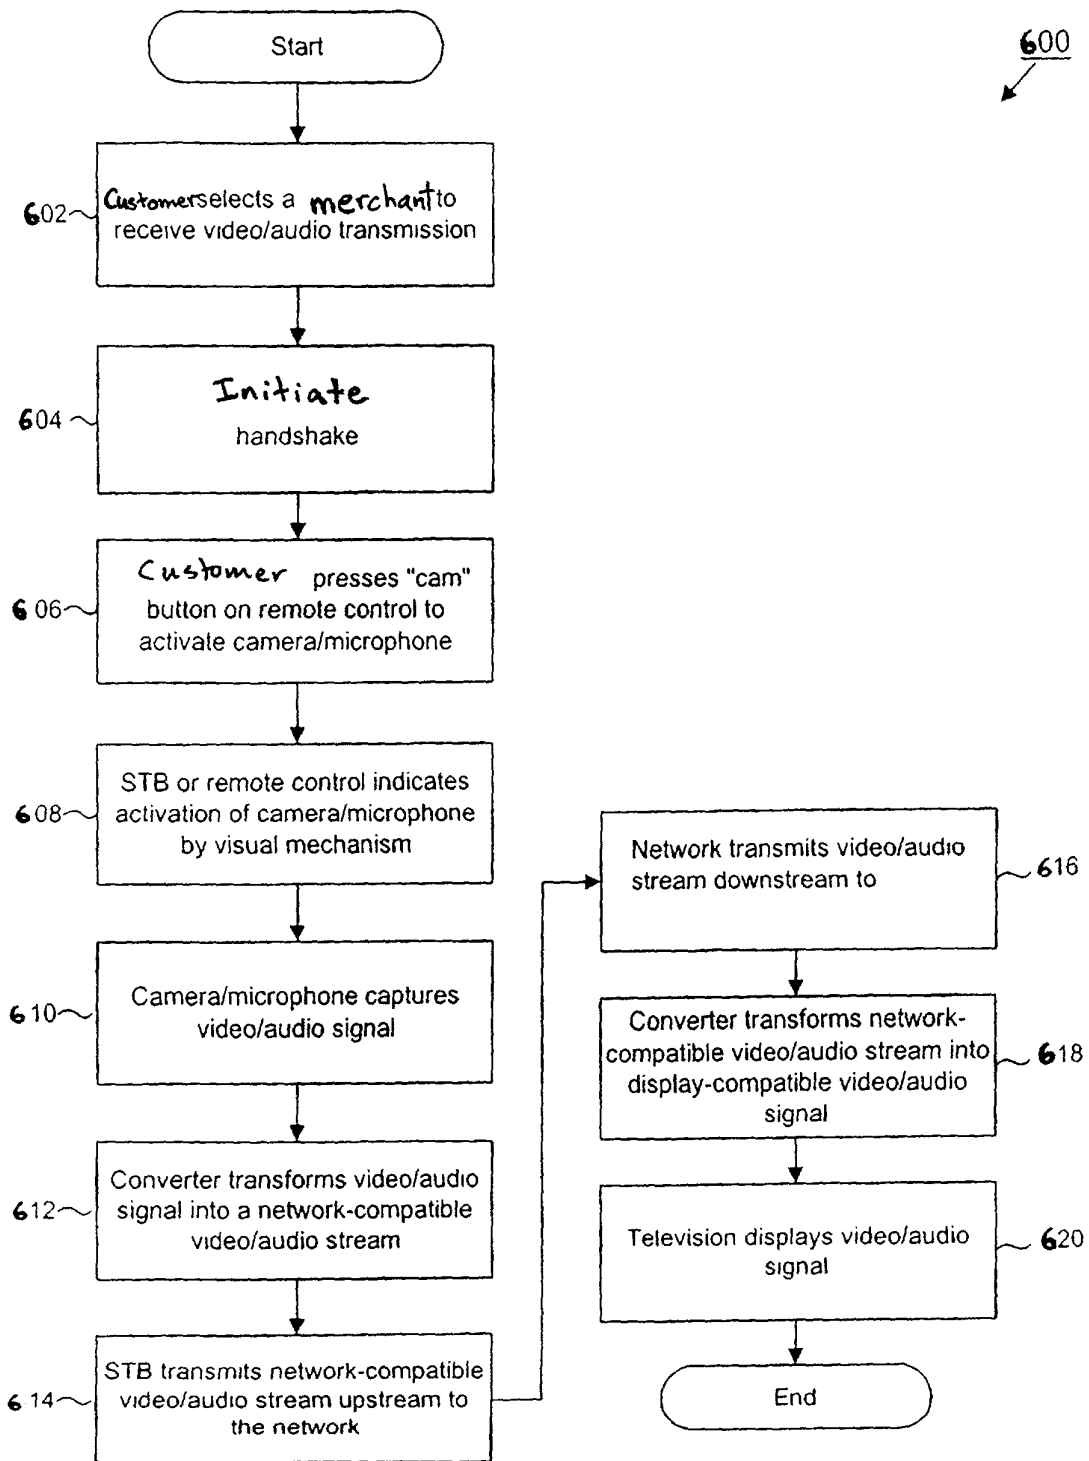 Start
600
602
Customer selects a merchant to
receive video/audio transmission
604
Initiate
handshake
606
Customer presses "cam"
button on remote control to
activate camera/microphone
608
STB or remote control indicates
activation of camera/microphone
by visual mechanism
610
Camera/microphone captures
video/audio signal
612
Converter transforms video/audio
signal into a network-compatible
video/audio stream
614
STB transmits network-compatible
video/audio stream upstream to
the network
Network transmits video/audio
stream downstream to
616
Converter transforms network-
compatible video/audio stream into
display-compatible video/audio
signal
618
Television displays video/audio
signal
620
End